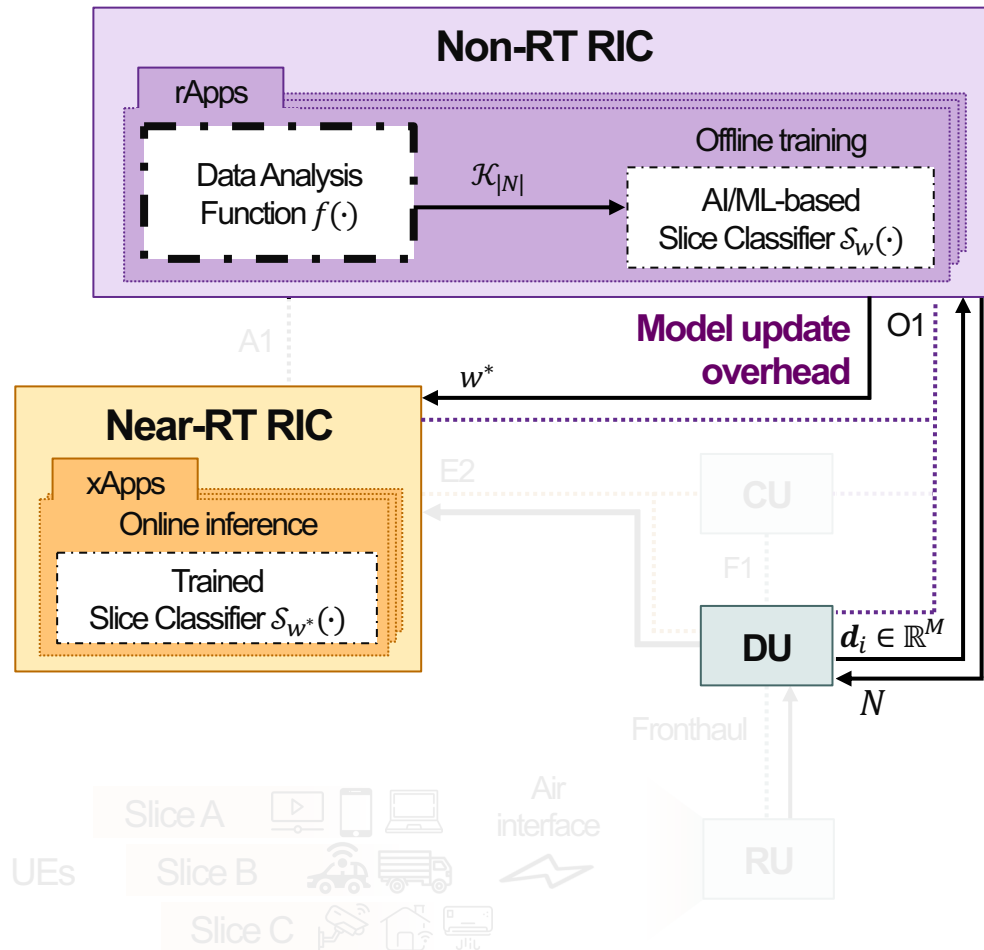 Non-RT RIC
rApps
Data Analysis
Function f(·)
𝒦|N|
Offline training
AI/ML-based
Slice Classifier 𝒮w(·)
A1
Model update
overhead
O1
w*
Near-RT RIC
xApps
Online inference
Trained
Slice Classifier 𝒮w*(·)
E2
CU
F1
DU
dᵢ ∈ ℝᴹ
N
Fronthaul
Slice A
Air
interface
UEs
Slice B
RU
Slice C